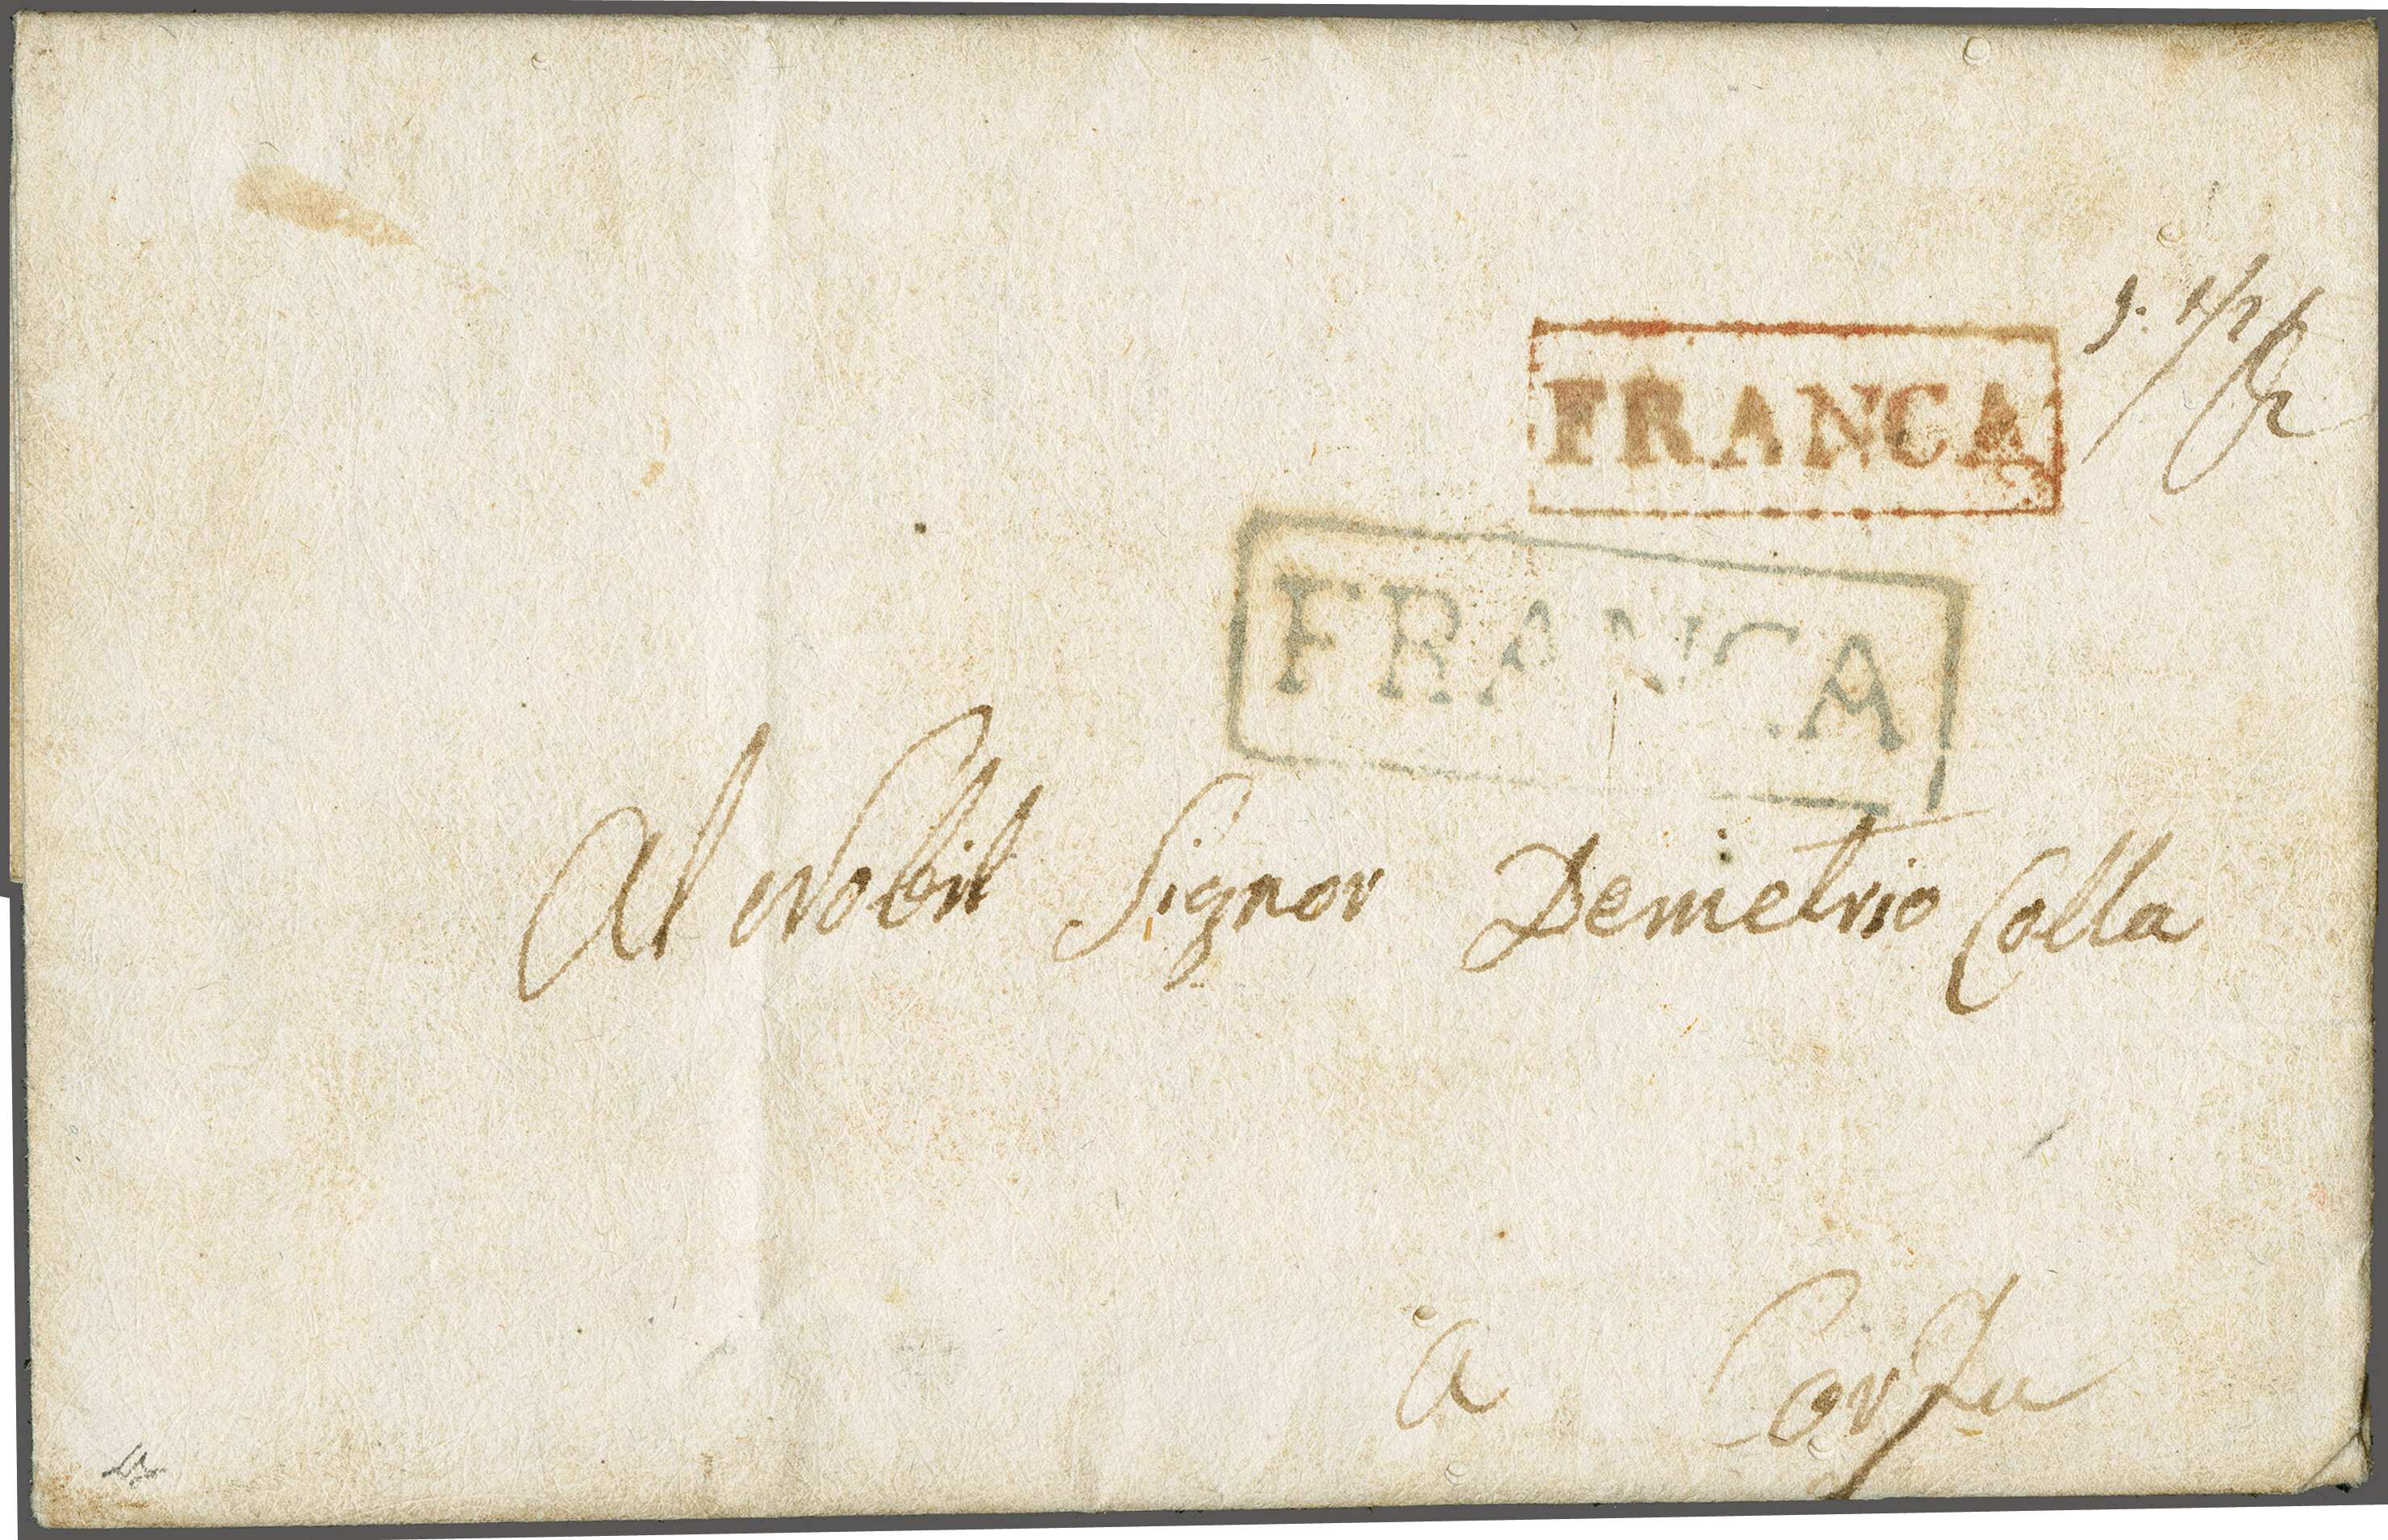 FRANCA
FRANCA
Al Nobil Signor Demetrio Colla
a Corfu